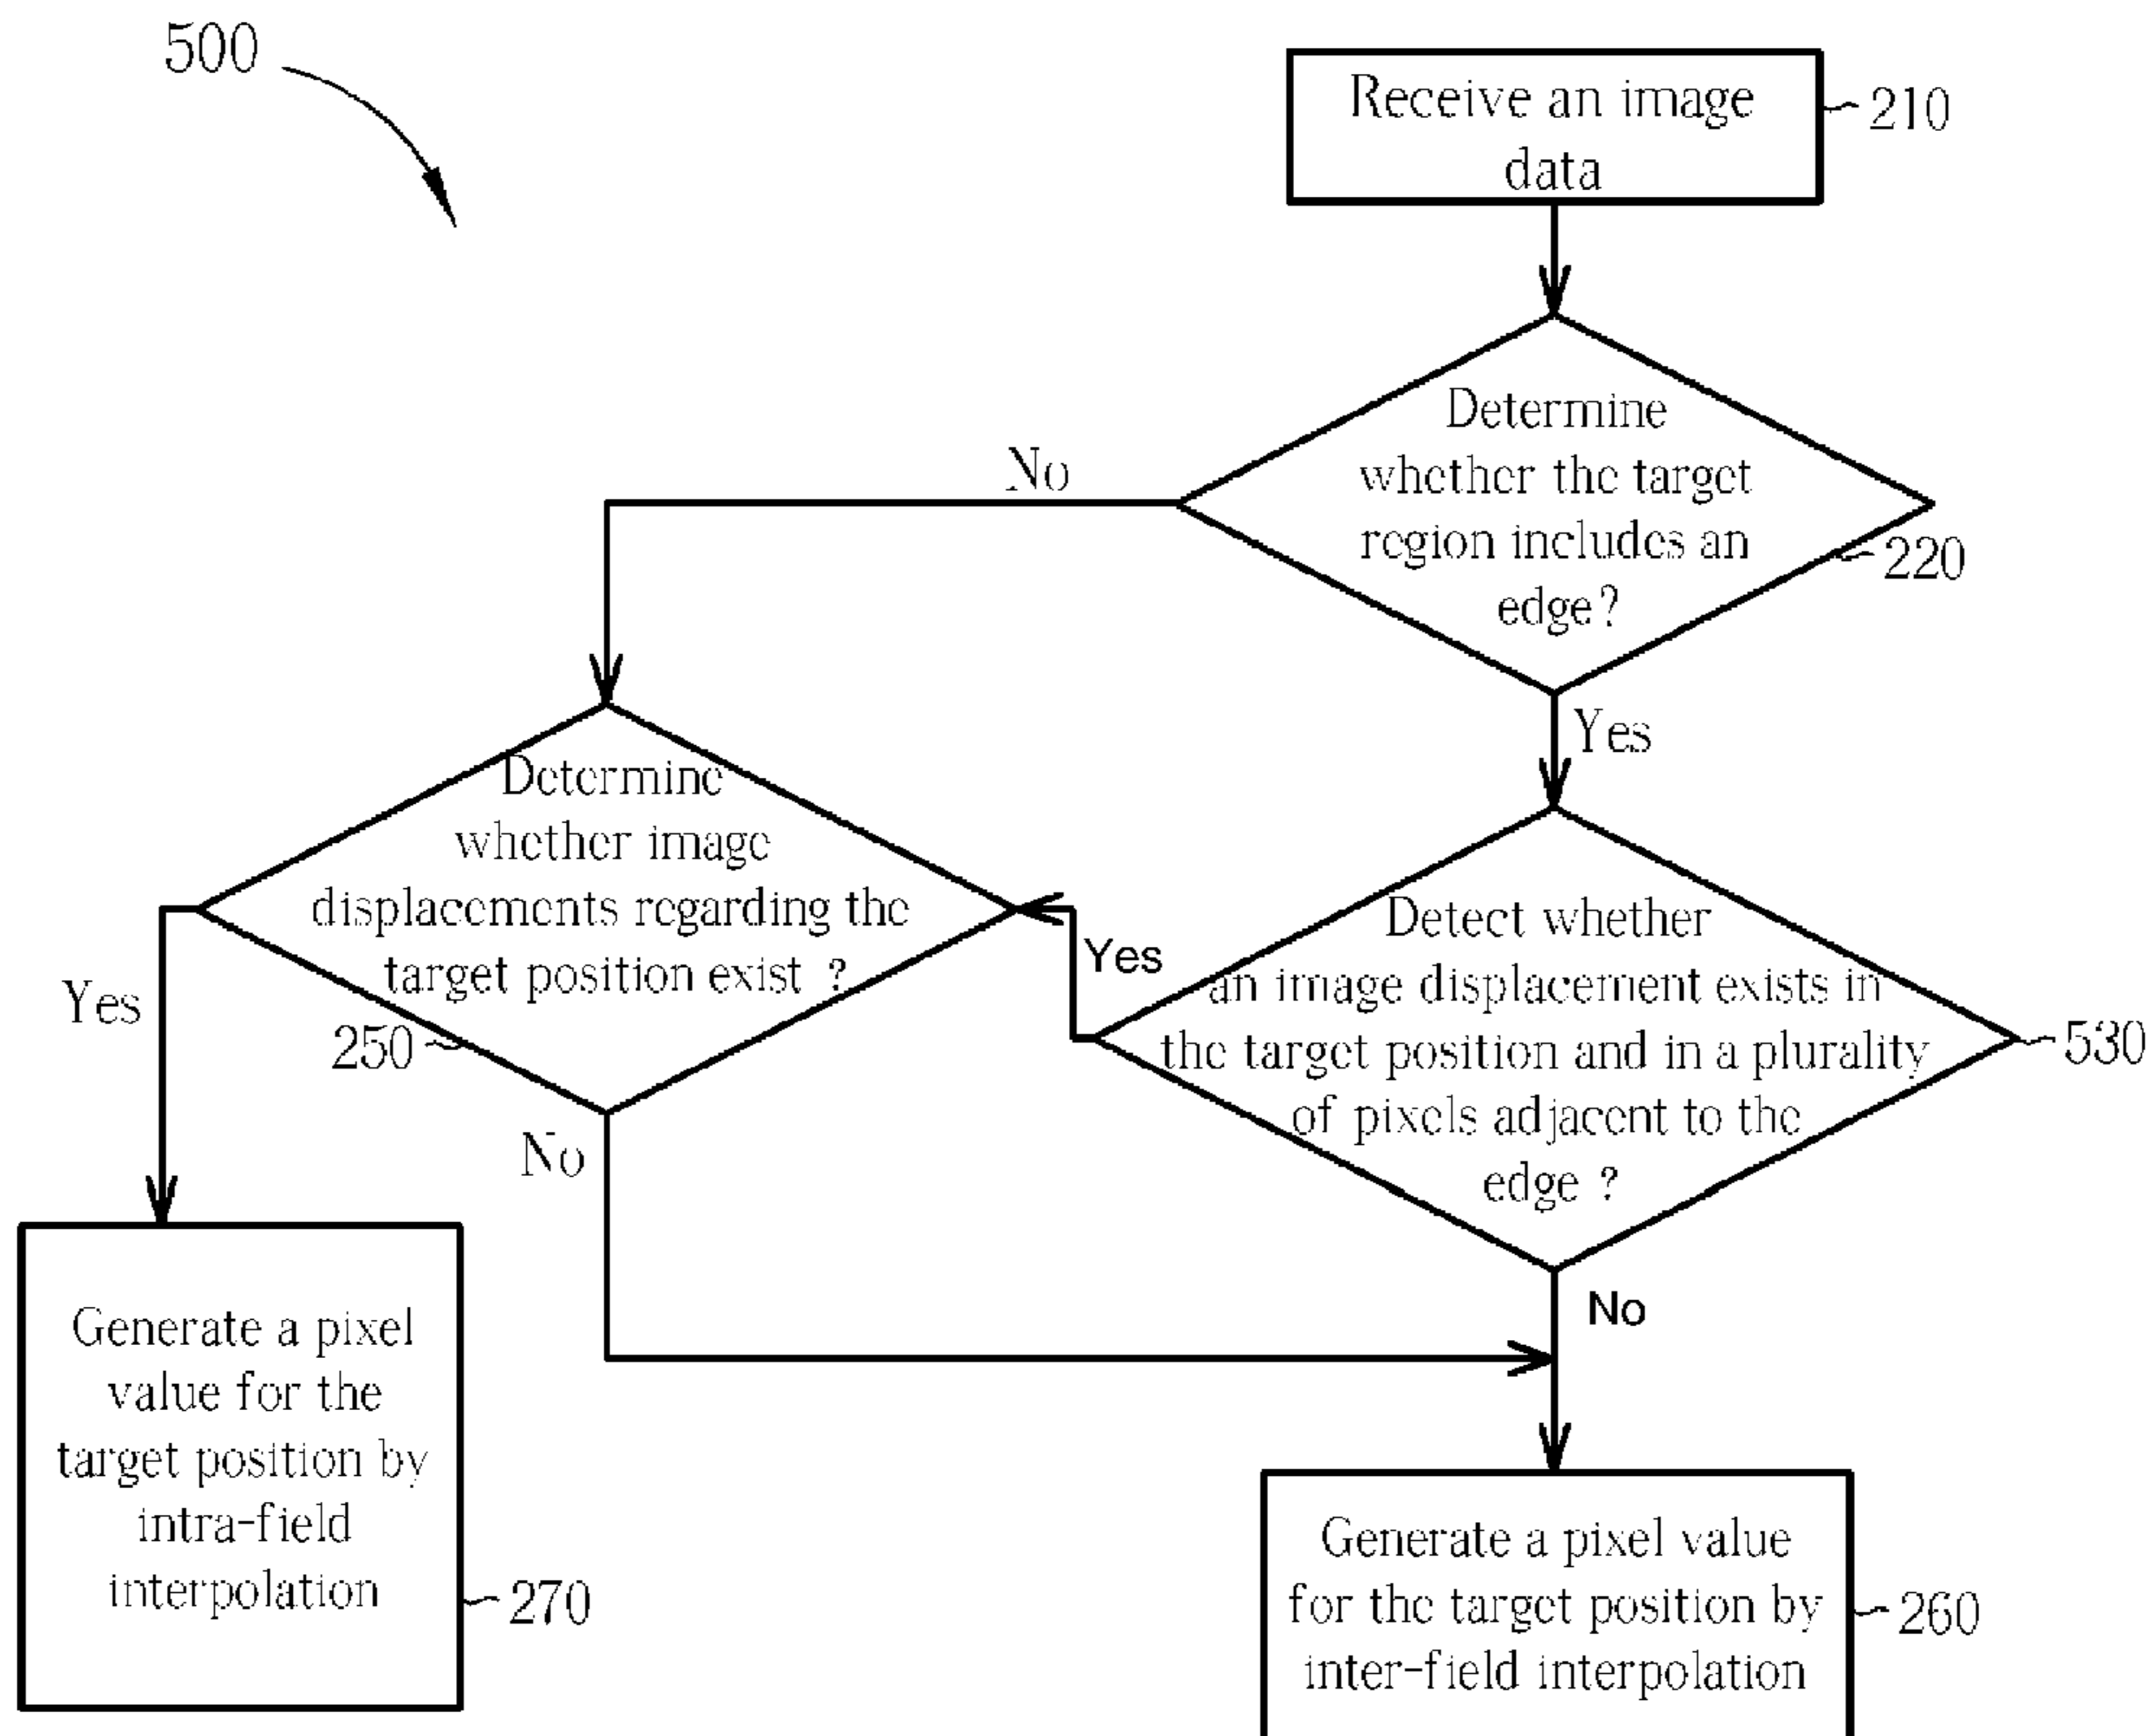 500
Receive an image
data
210
Determine
whether the target
region includes an
edge?
220
No
Yes
Determine
whether image
displacements regarding the
target position exist ?
250
Yes
No
Detect whether
an image displacement exists in
the target position and in a plurality
of pixels adjacent to the
edge ?
530
Yes
No
Generate a pixel
value for the
target position by
intra-field
interpolation
270
Generate a pixel value
for the target position by
inter-field interpolation
260